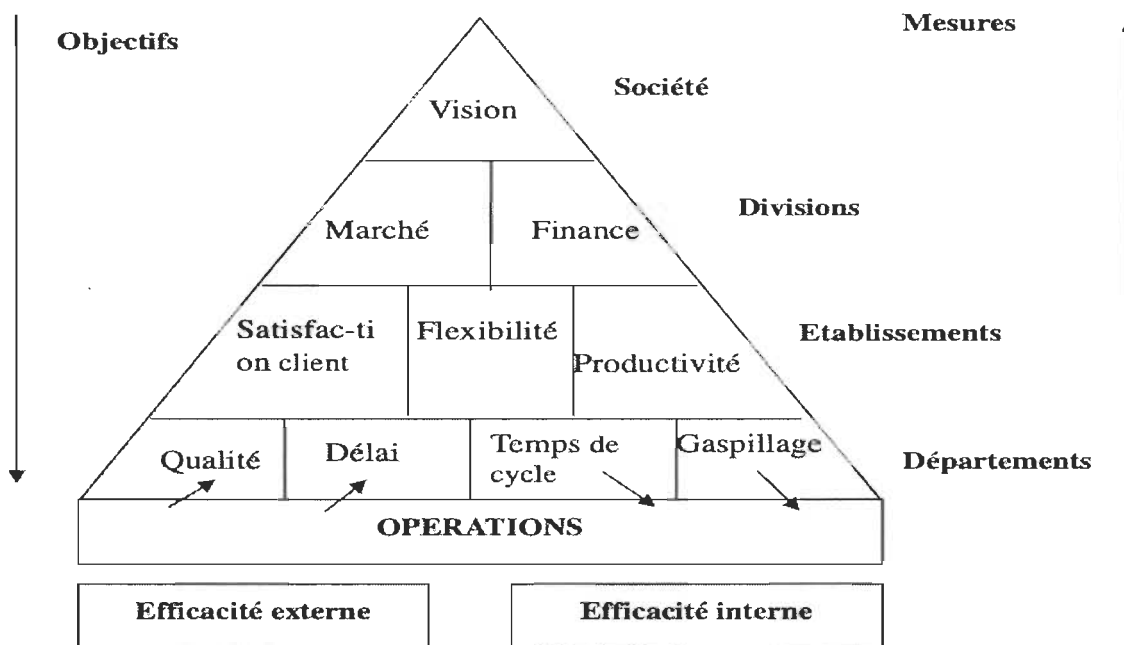 Objectifs
Mesures
Société
Vision
Divisions
Marché
Finance
Satisfac-ti
on client
Flexibilité
Etablissements
Productivité
Qualité
Délai
Temps de
cycle
Gaspillage
Départements
OPERATIONS
Efficacité externe
Efficacité interne